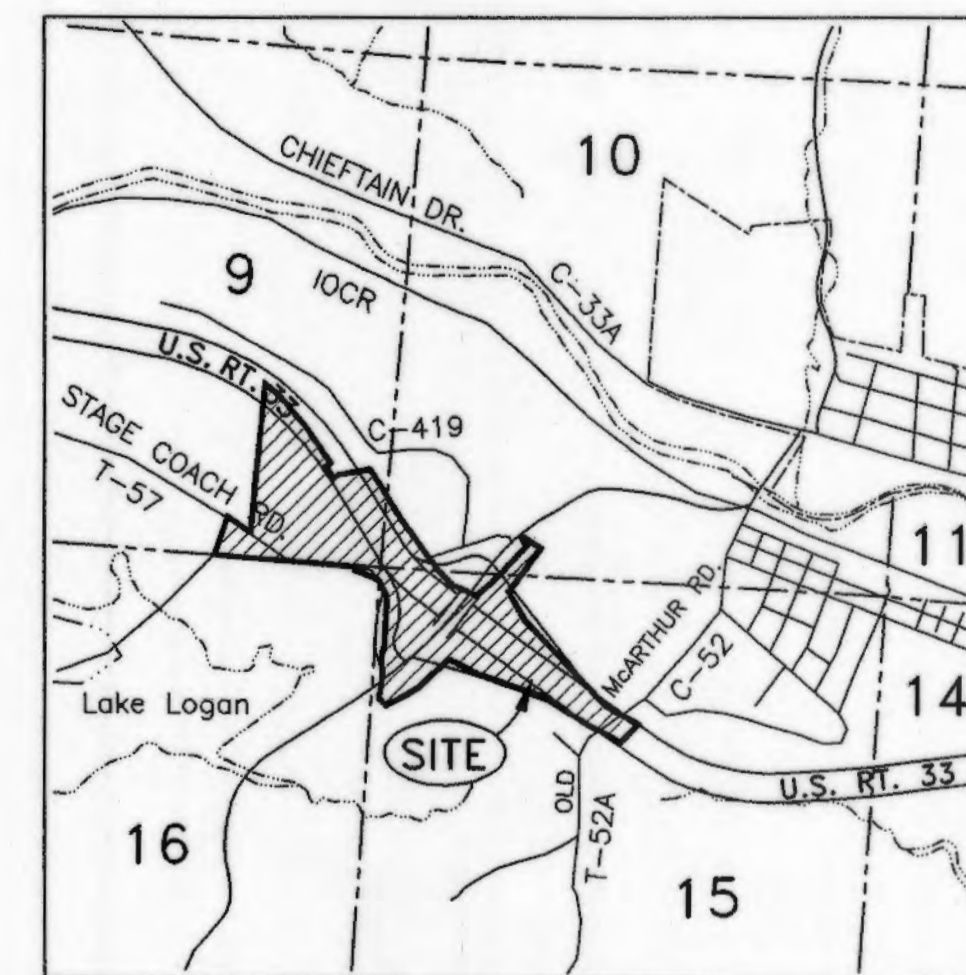 10
CHIEFTAIN DR.
9
IOCR
C-33A
U.S. RT. 33
STAGE COACH RD.
T-57
C-419
11
McARTHUR RD.
C-52
Lake Logan
14
SITE
U.S. RT. 33
OLD
T-52A
16
15